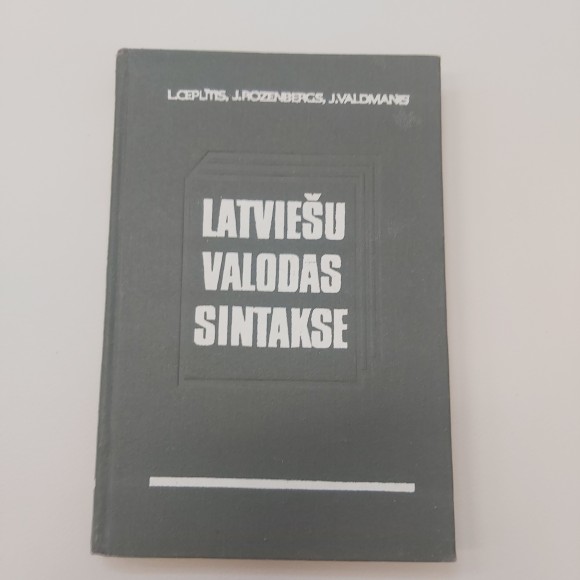 L.CEPLĪTIS, J.ROZENBERGS, J.VALDMANIS
LATVIEŠU
VALODAS
SINTAKSE